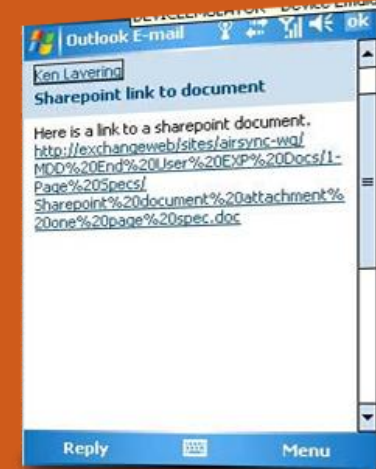 Outlook E-mail
ok
Ken Lavering
Sharepoint link to document
Here is a link to a sharepoint document.
http://exchangeweb/sites/airsync-wg/
MDD%20End%20User%20EXP%20Docs/1-
Page%20Specs/
Sharepoint%20document%20attachment%
20one%20page%20spec.doc
Reply
Menu